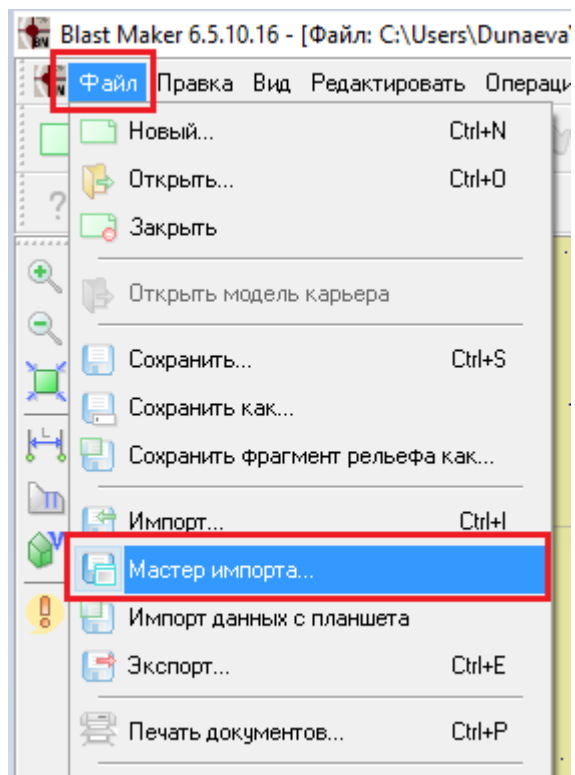 Blast Maker 6.5.10.16 - [Файл: C:\Users\Dunaeva
Файл Правка Вид Редактировать Операци
Новый... Ctrl+N
Открыть... Ctrl+O
Закрыть
Открыть модель карьера
Сохранить... Ctrl+S
Сохранить как...
Сохранить фрагмент рельефа как...
Импорт... Ctrl+I
Мастер импорта...
Импорт данных с планшета
Экспорт... Ctrl+E
Печать документов... Ctrl+P